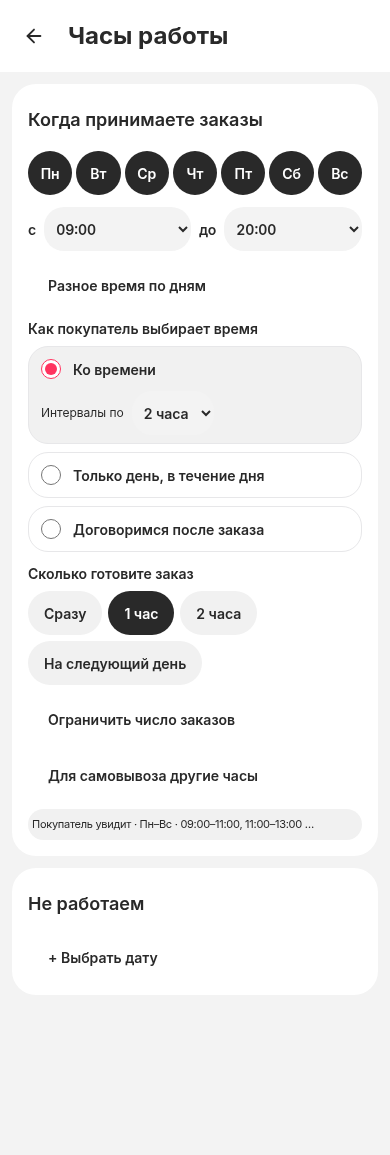 Часы работы
Когда принимаете заказы
Пн Вт Ср Чт Пт Сб Вс
с 09:00 до 20:00
Разное время по дням
Как покупатель выбирает время
Ко времени
Интервалы по 2 часа
Только день, в течение дня
Договоримся после заказа
Сколько готовите заказ
Сразу 1 час 2 часа
На следующий день
Ограничить число заказов
Для самовывоза другие часы
Покупатель увидит · Пн–Вс · 09:00–11:00, 11:00–13:00 ...
Не работаем
+ Выбрать дату